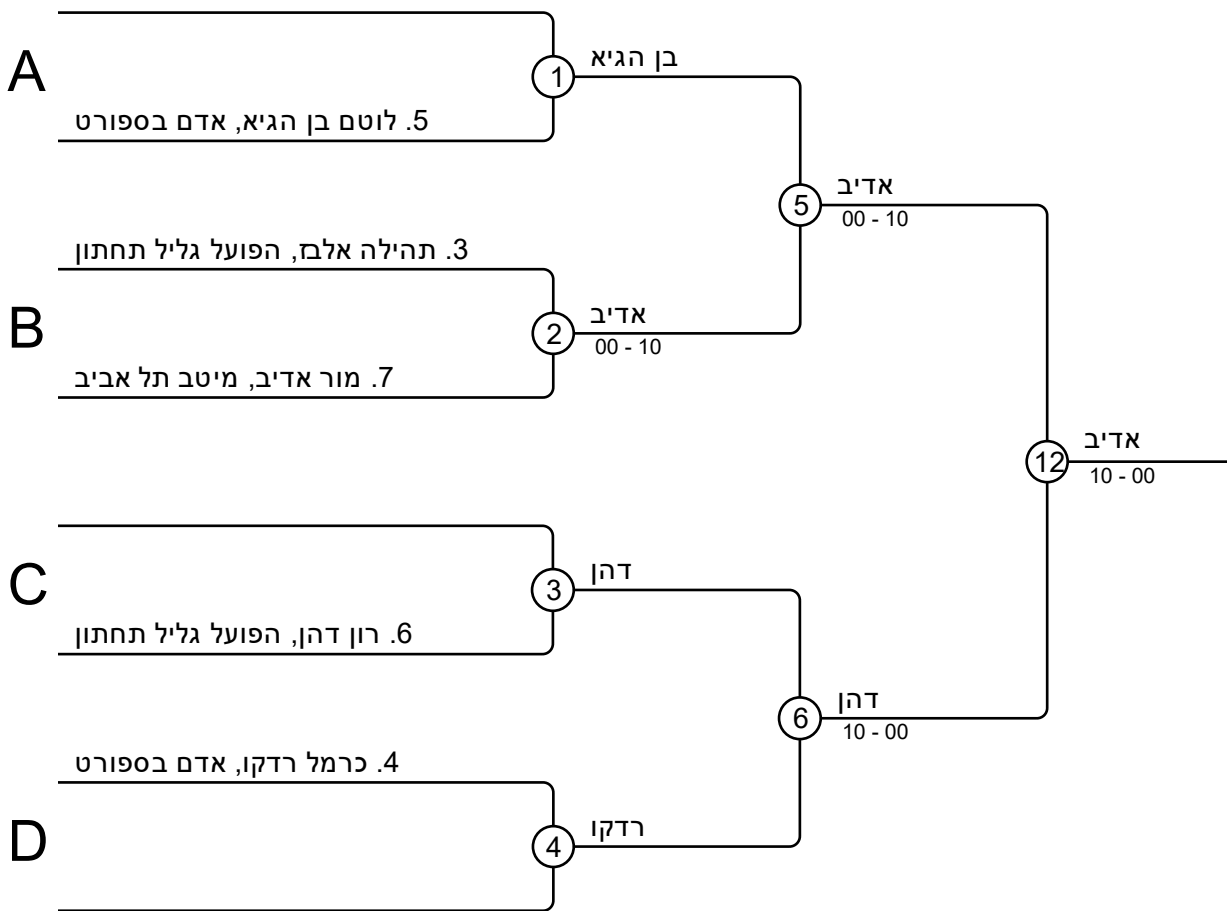 A
1
בן הגיא
5. לוטם בן הגיא, אדם בספורט
5
אדיב
00 - 10
3. תהילה אלבז, הפועל גליל תחתון
B
2
אדיב
00 - 10
7. מור אדיב, מיטב תל אביב
12
אדיב
10 - 00
C
3
דהן
6. רון דהן, הפועל גליל תחתון
6
דהן
10 - 00
4. כרמל רדקו, אדם בספורט
D
4
רדקו